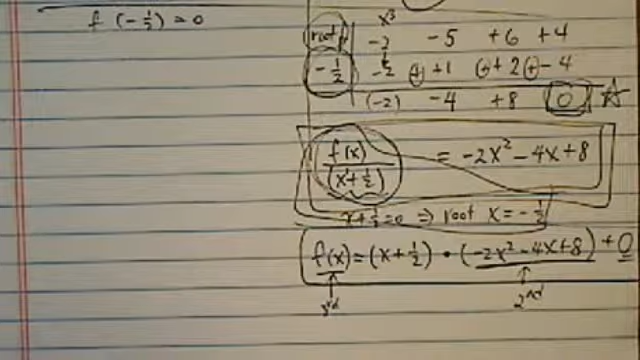 f(-½) = 0
root x³
-2 -5 +6 +4
-½ ↓ + +1 + +2 + -4
(-2) -4 +8 0 ☆
f(x)/(x+½) = -2x² - 4x + 8
x+½=0 ⇒ root x = -½
f(x) = (x+½) • (-2x² - 4x + 8) + 0
3rd 2nd